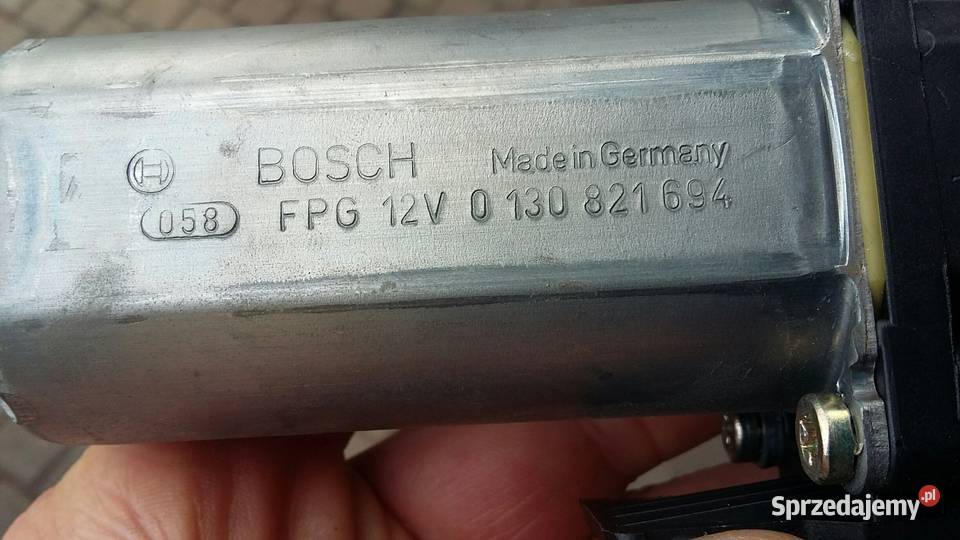 BOSCH Made in Germany
058 FPG 12V 0 130 821 694
Sprzedajemy.pl